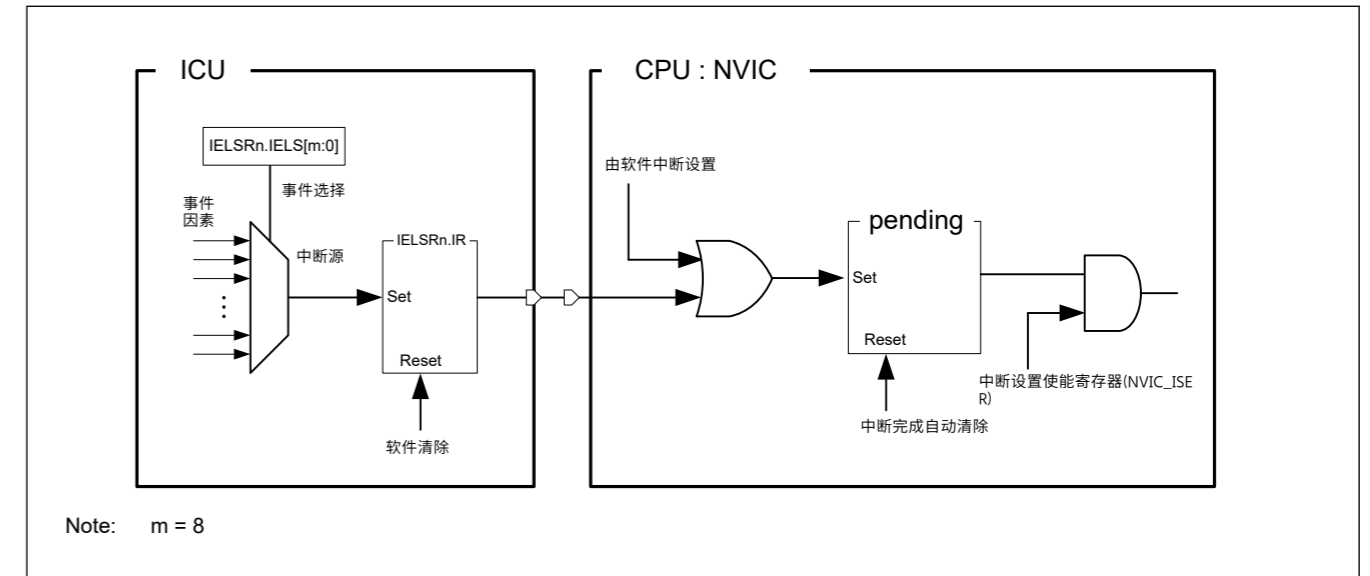 ICU
CPU : NVIC
IELSRn.IELS[m:0]
事件选择
事件
因素
中断源
IELSRn.IR
Set
Reset
软件清除
由软件中断设置
pending
Set
Reset
中断完成自动清除
中断设置使能寄存器(NVIC_ISE
R)
Note: m = 8